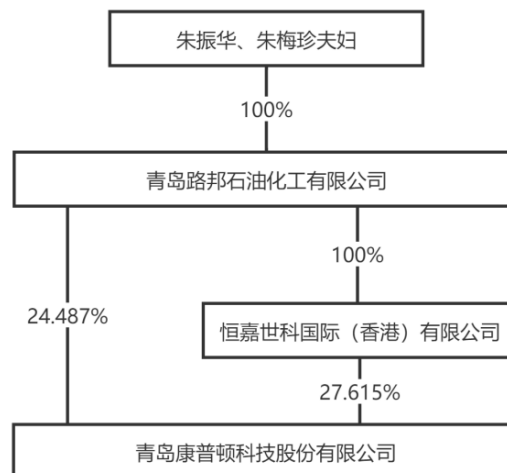 朱振华、朱梅珍夫妇
100%
青岛路邦石油化工有限公司
100%
24.487%
恒嘉世科国际（香港）有限公司
27.615%
青岛康普顿科技股份有限公司